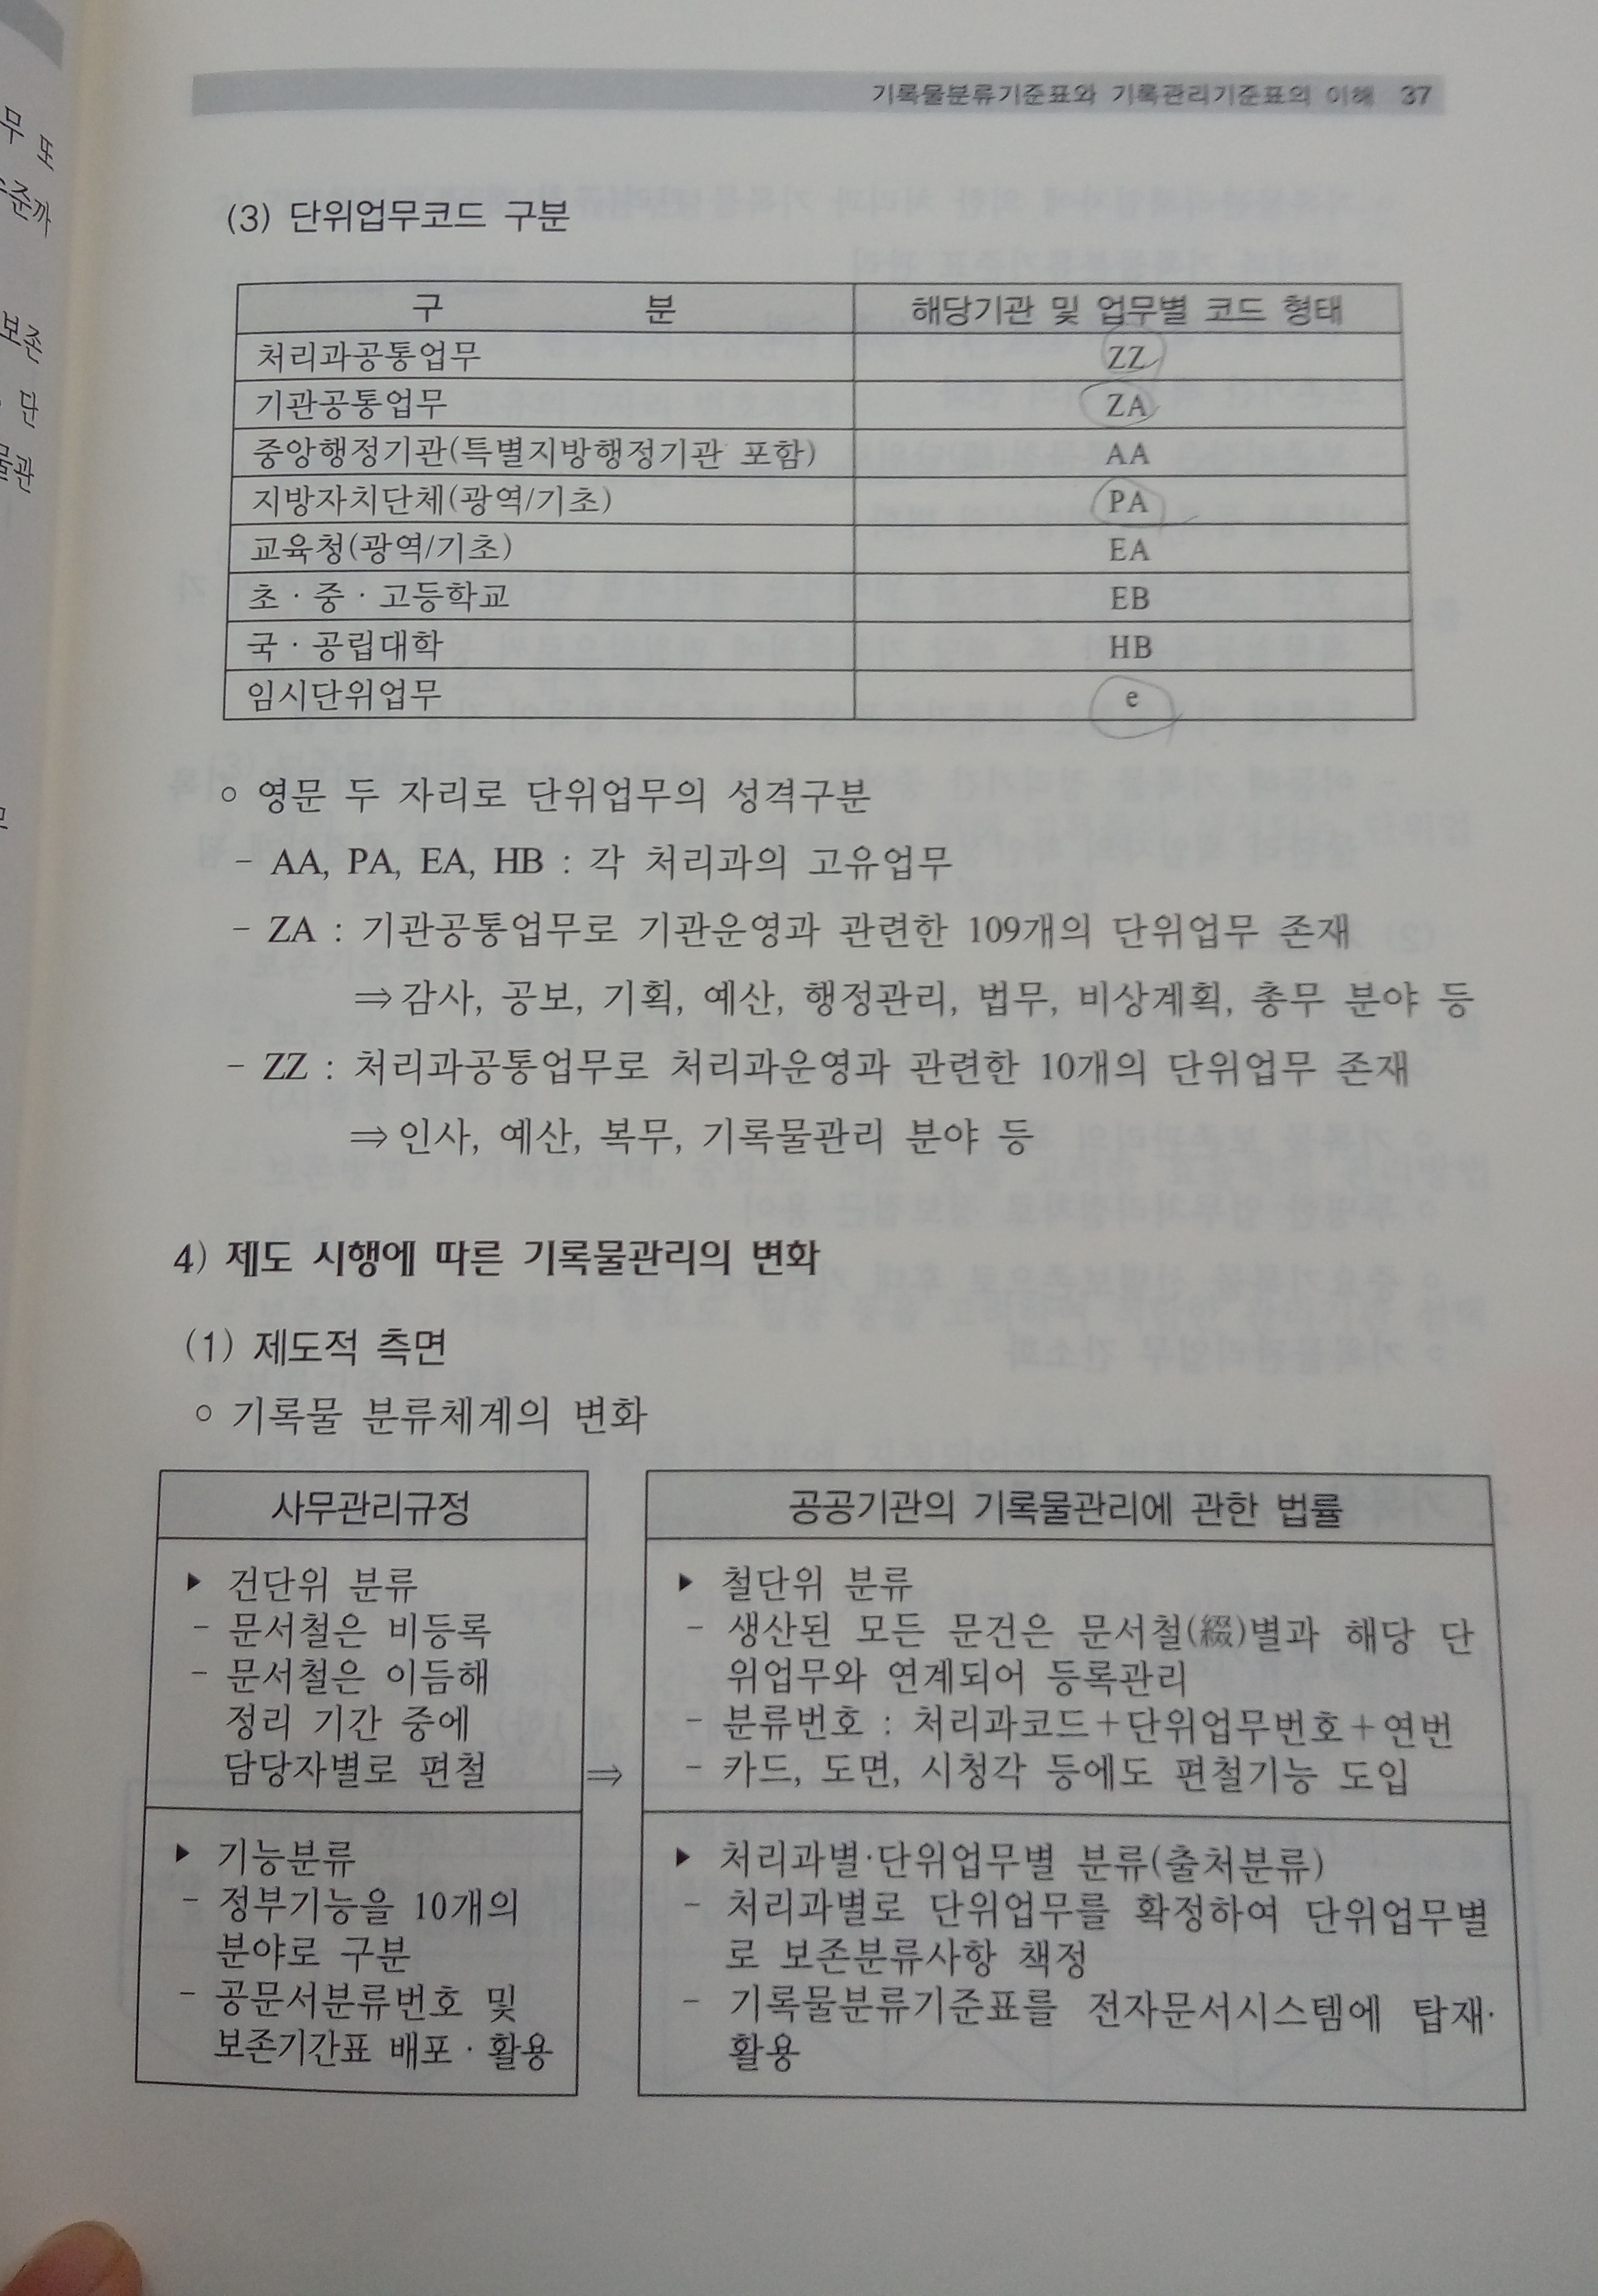 기록물분류기준표와 기록관리기준표의 이해 37
(3) 단위업무코드 구분
구 분 해당기관 및 업무별 코드 형태
처리과공통업무 ZZ
기관공통업무 ZA
중앙행정기관(특별지방행정기관 포함) AA
지방자치단체(광역/기초) PA
교육청(광역/기초) EA
초 · 중 · 고등학교 EB
국 · 공립대학 HB
임시단위업무 e
○ 영문 두 자리로 단위업무의 성격구분
- AA, PA, EA, HB : 각 처리과의 고유업무
- ZA : 기관공통업무로 기관운영과 관련한 109개의 단위업무 존재
⇒ 감사, 공보, 기획, 예산, 행정관리, 법무, 비상계획, 총무 분야 등
- ZZ : 처리과공통업무로 처리과운영과 관련한 10개의 단위업무 존재
⇒ 인사, 예산, 복무, 기록물관리 분야 등
4) 제도 시행에 따른 기록물관리의 변화
(1) 제도적 측면
○ 기록물 분류체계의 변화
사무관리규정
▶ 건단위 분류
- 문서철은 비등록
- 문서철은 이듬해
정리 기간 중에
담당자별로 편철
▶ 기능분류
- 정부기능을 10개의
분야로 구분
- 공문서분류번호 및
보존기간표 배포 · 활용
⇒
공공기관의 기록물관리에 관한 법률
▶ 철단위 분류
- 생산된 모든 문건은 문서철(綴)별과 해당 단
위업무와 연계되어 등록관리
- 분류번호 : 처리과코드+단위업무번호+연번
- 카드, 도면, 시청각 등에도 편철기능 도입
▶ 처리과별·단위업무별 분류(출처분류)
- 처리과별로 단위업무를 확정하여 단위업무별
로 보존분류사항 책정
- 기록물분류기준표를 전자문서시스템에 탑재·
활용